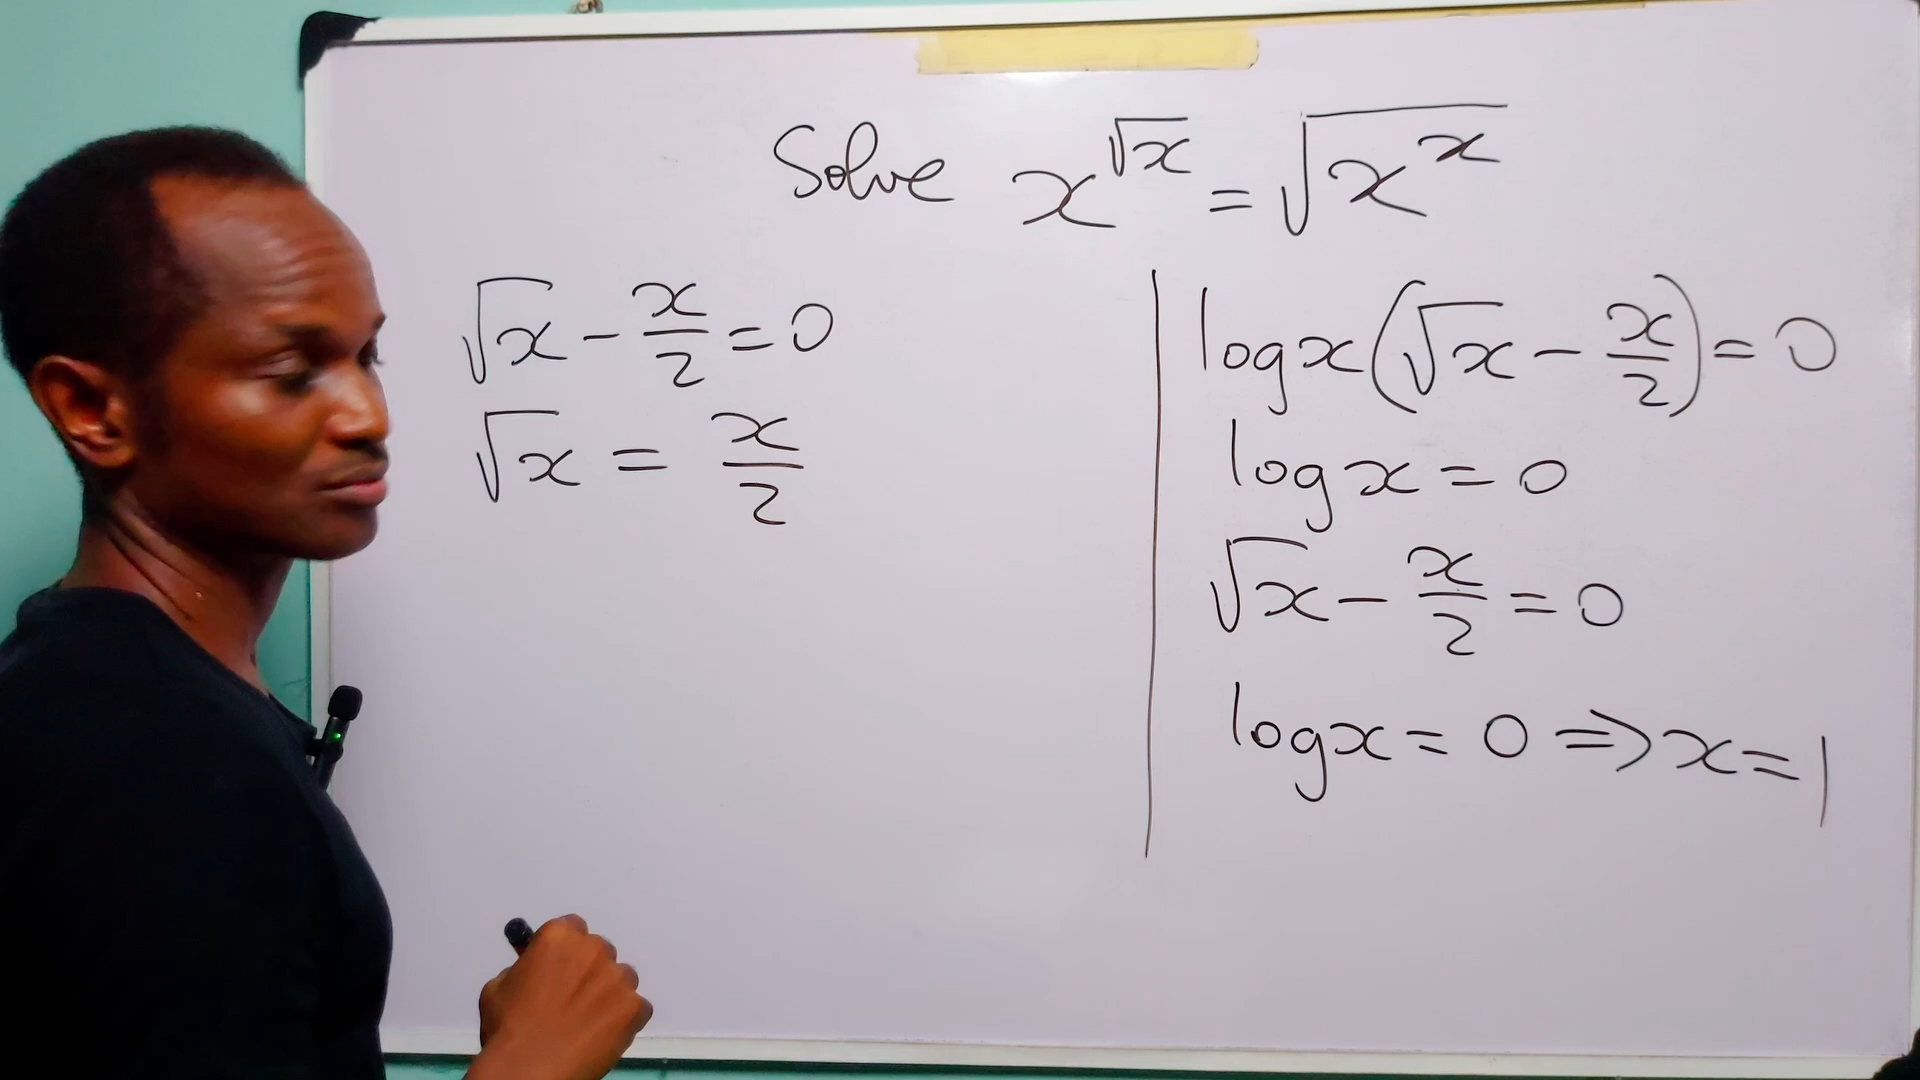 Solve x^√x = √(x^x)
√x - x/2 = 0
√x = x/2
log x(√x - x/2) = 0
log x = 0
√x - x/2 = 0
log x = 0 ⇒ x = 1